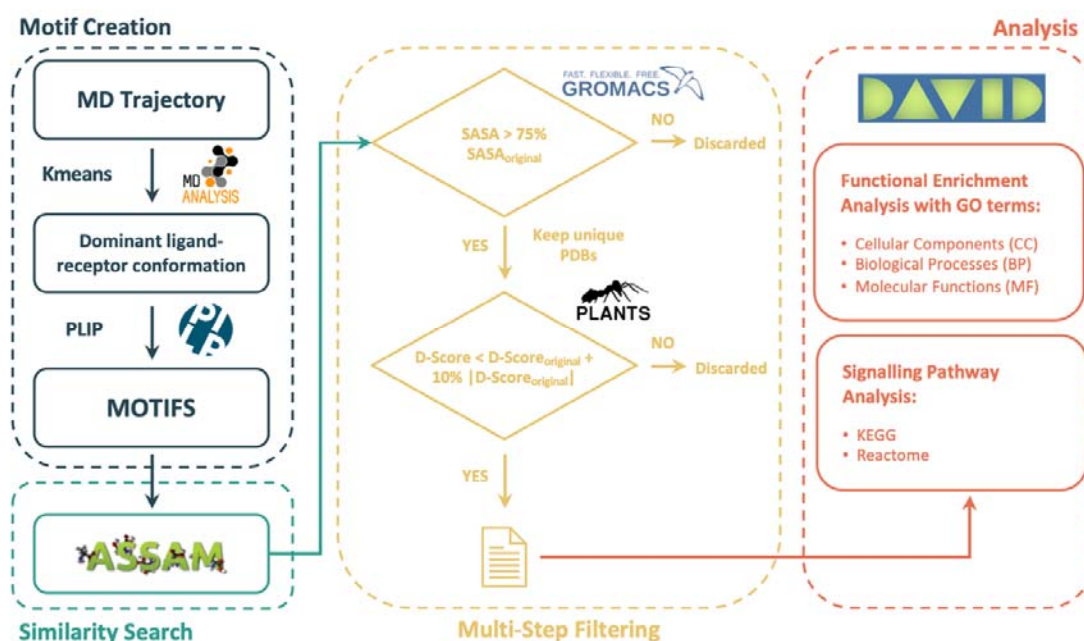 Motif Creation
MD Trajectory
Kmeans
MD
ANALYSIS
Dominant ligand-
receptor conformation
PLIP
PLIP
MOTIFS
ASSAM
Similarity Search
FAST. FLEXIBLE. FREE.
GROMACS
SASA > 75%
SASAoriginal
NO
Discarded
YES
Keep unique
PDBs
PLANTS
D-Score < D-Scoreoriginal +
10% |D-Scoreoriginal|
NO
Discarded
YES
Multi-Step Filtering
Analysis
DAVID
Functional Enrichment
Analysis with GO terms:
• Cellular Components (CC)
• Biological Processes (BP)
• Molecular Functions (MF)
Signalling Pathway
Analysis:
• KEGG
• Reactome